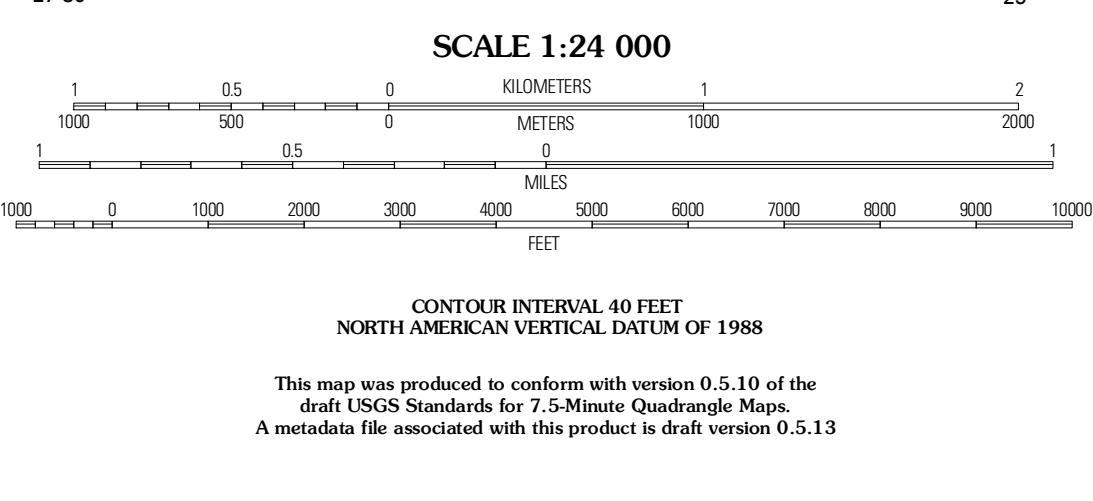 SCALE 1:24 000
1 0.5 0 KILOMETERS 1 2
1000 500 0 METERS 1000 2000
1 0.5 0 1
MILES
1000 0 1000 2000 3000 4000 5000 6000 7000 8000 9000 10000
FEET
CONTOUR INTERVAL 40 FEET
NORTH AMERICAN VERTICAL DATUM OF 1988
This map was produced to conform with version 0.5.10 of the
draft USGS Standards for 7.5-Minute Quadrangle Maps.
A metadata file associated with this product is draft version 0.5.13